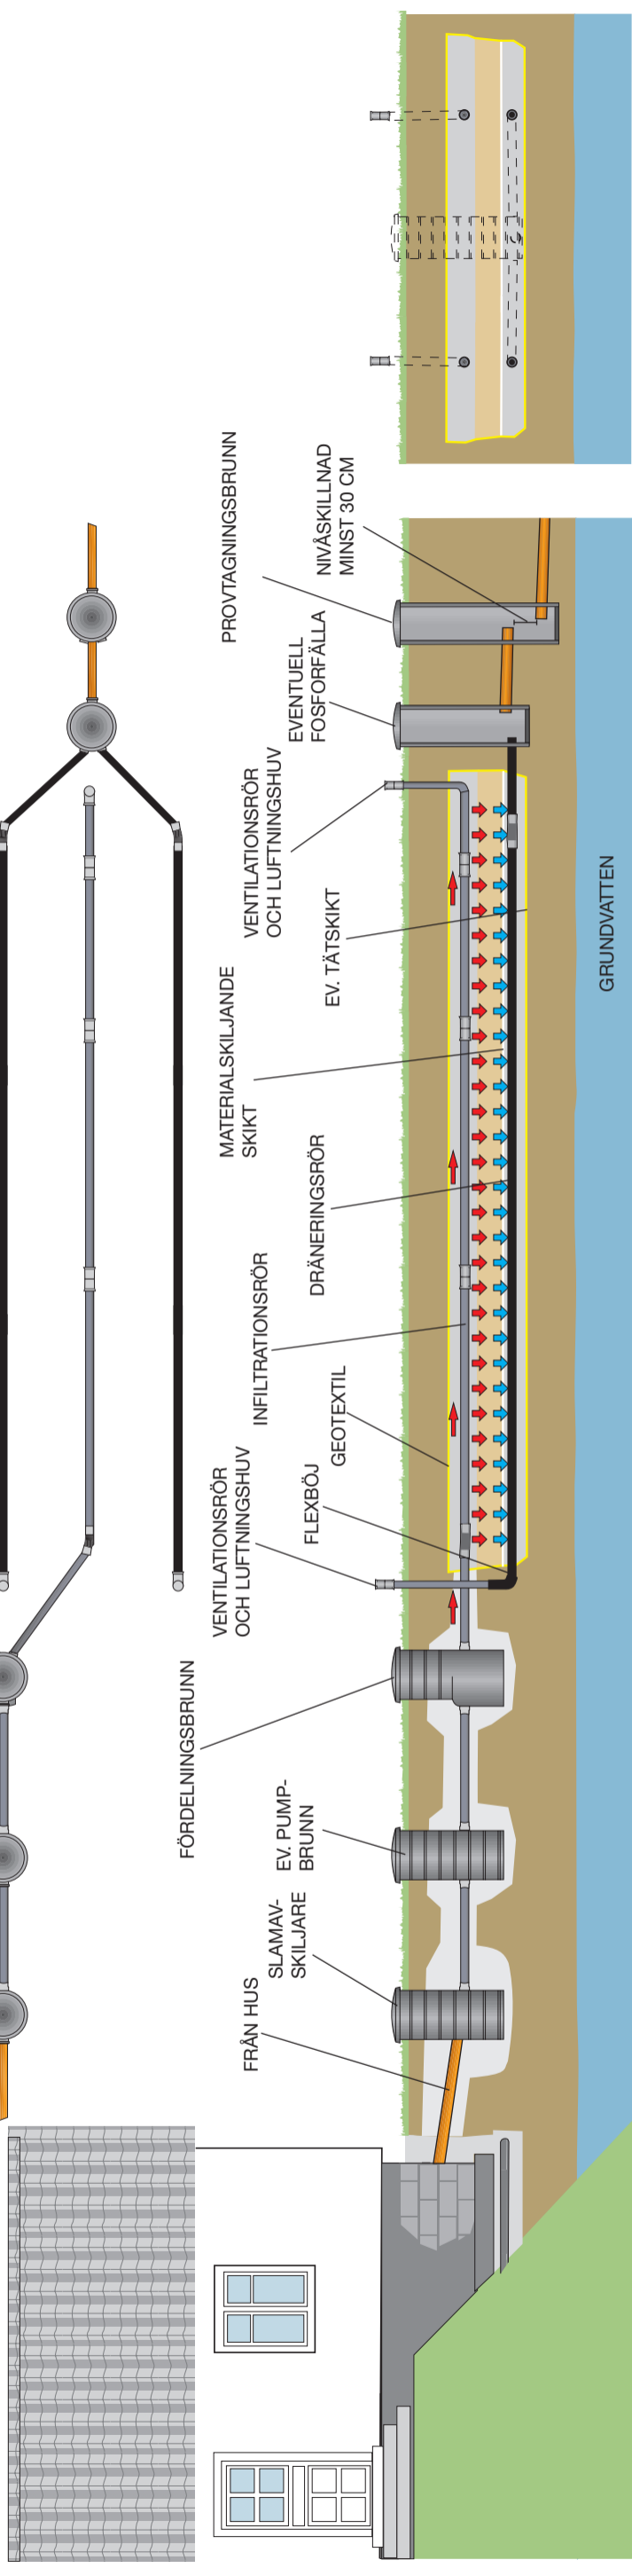 FRÅN HUS
SLAMAV-
SKILJARE
EV. PUMP-
BRUNN
FÖRDELNINGSBRUNN
VENTILATIONSRÖR
OCH LUFTNINGSHUV
FLEXBÖJ
GEOTEXTIL
INFILTRATIONSRÖR
DRÄNERINGSRÖR
MATERIALSKILJANDE
SKIKT
EV. TÄTSKIKT
VENTILATIONSRÖR
OCH LUFTNINGSHUV
EVENTUELL
FOSFORFÄLLA
PROVTAGNINGSBRUNN
NIVÅSKILLNAD
MINST 30 CM
GRUNDVATTEN